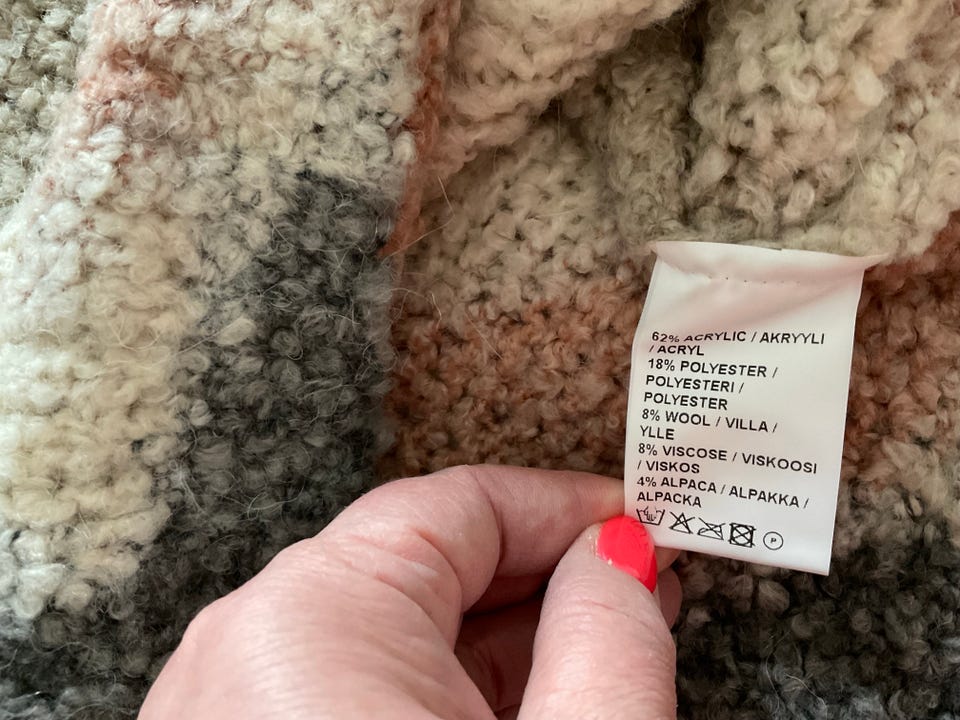 62% ACRYLIC / AKRYYLI
/ ACRYL
18% POLYESTER /
POLYESTERI /
POLYESTER
8% WOOL / VILLA /
YLLE
8% VISCOSE / VISKOOSI
/ VISKOS
4% ALPACA / ALPAKKA /
ALPACKA
P